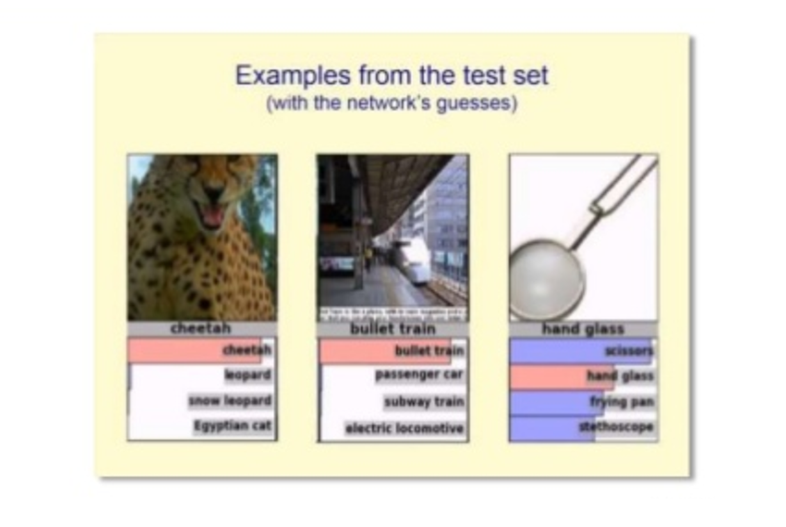 Examples from the test set
(with the network's guesses)
cheetah
cheetah
leopard
snow leopard
Egyptian cat
bullet train
bullet train
passenger car
subway train
electric locomotive
hand glass
scissors
hand glass
frying pan
stethoscope